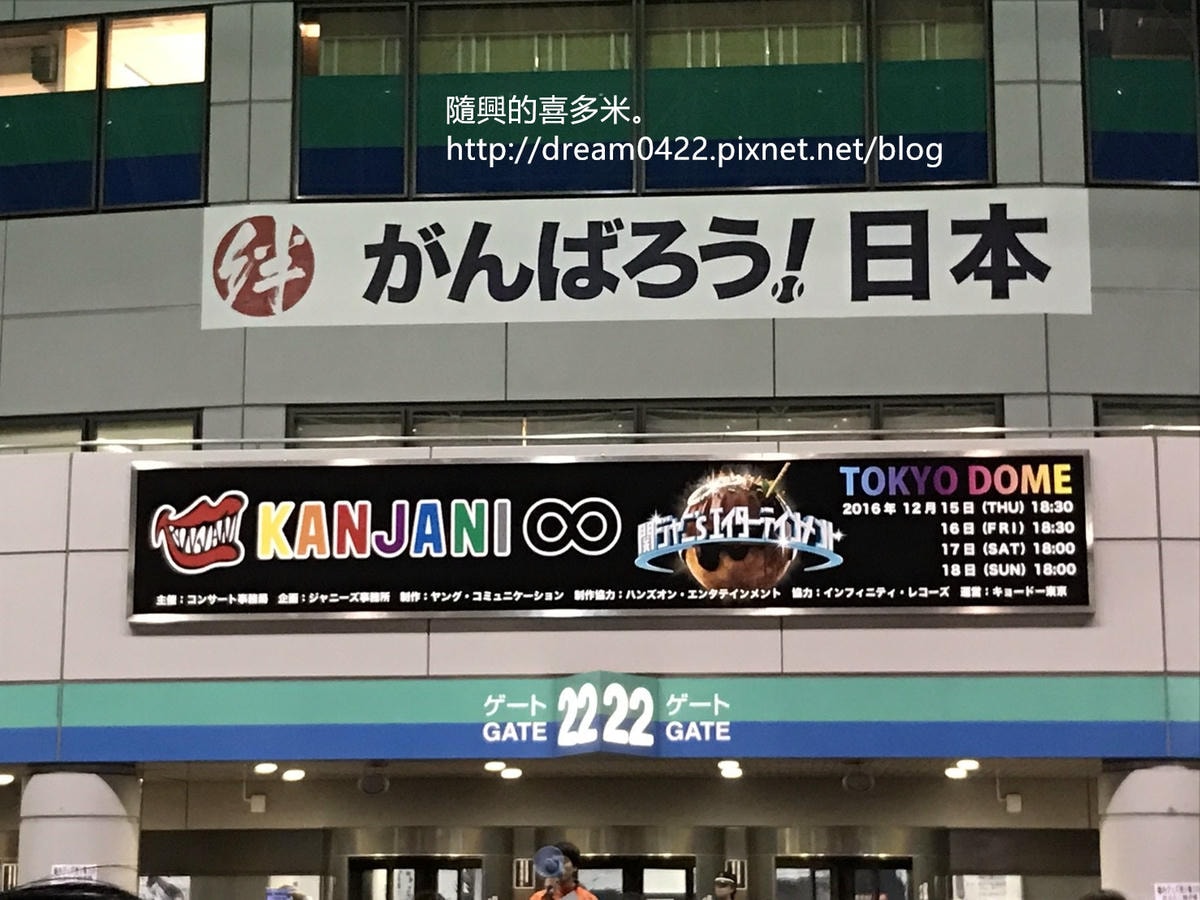 隨興的喜多米。
http://dream0422.pixnet.net/blog
絆 がんばろう!日本
KANJANI ∞
関ジャニ'sエイターテインメント
TOKYO DOME
2016年 12月15日 (THU) 18:30
16日 (FRI) 18:30
17日 (SAT) 18:00
18日 (SUN) 18:00
主催：コンサート事務局 企画：ジャニーズ事務所 制作：ヤング・コミュニケーション 制作協力：ハンズオン・エンタテインメント 協力：インフィニティ・レコーズ 運営：キョードー東京
ゲート 22 22 ゲート
GATE GATE